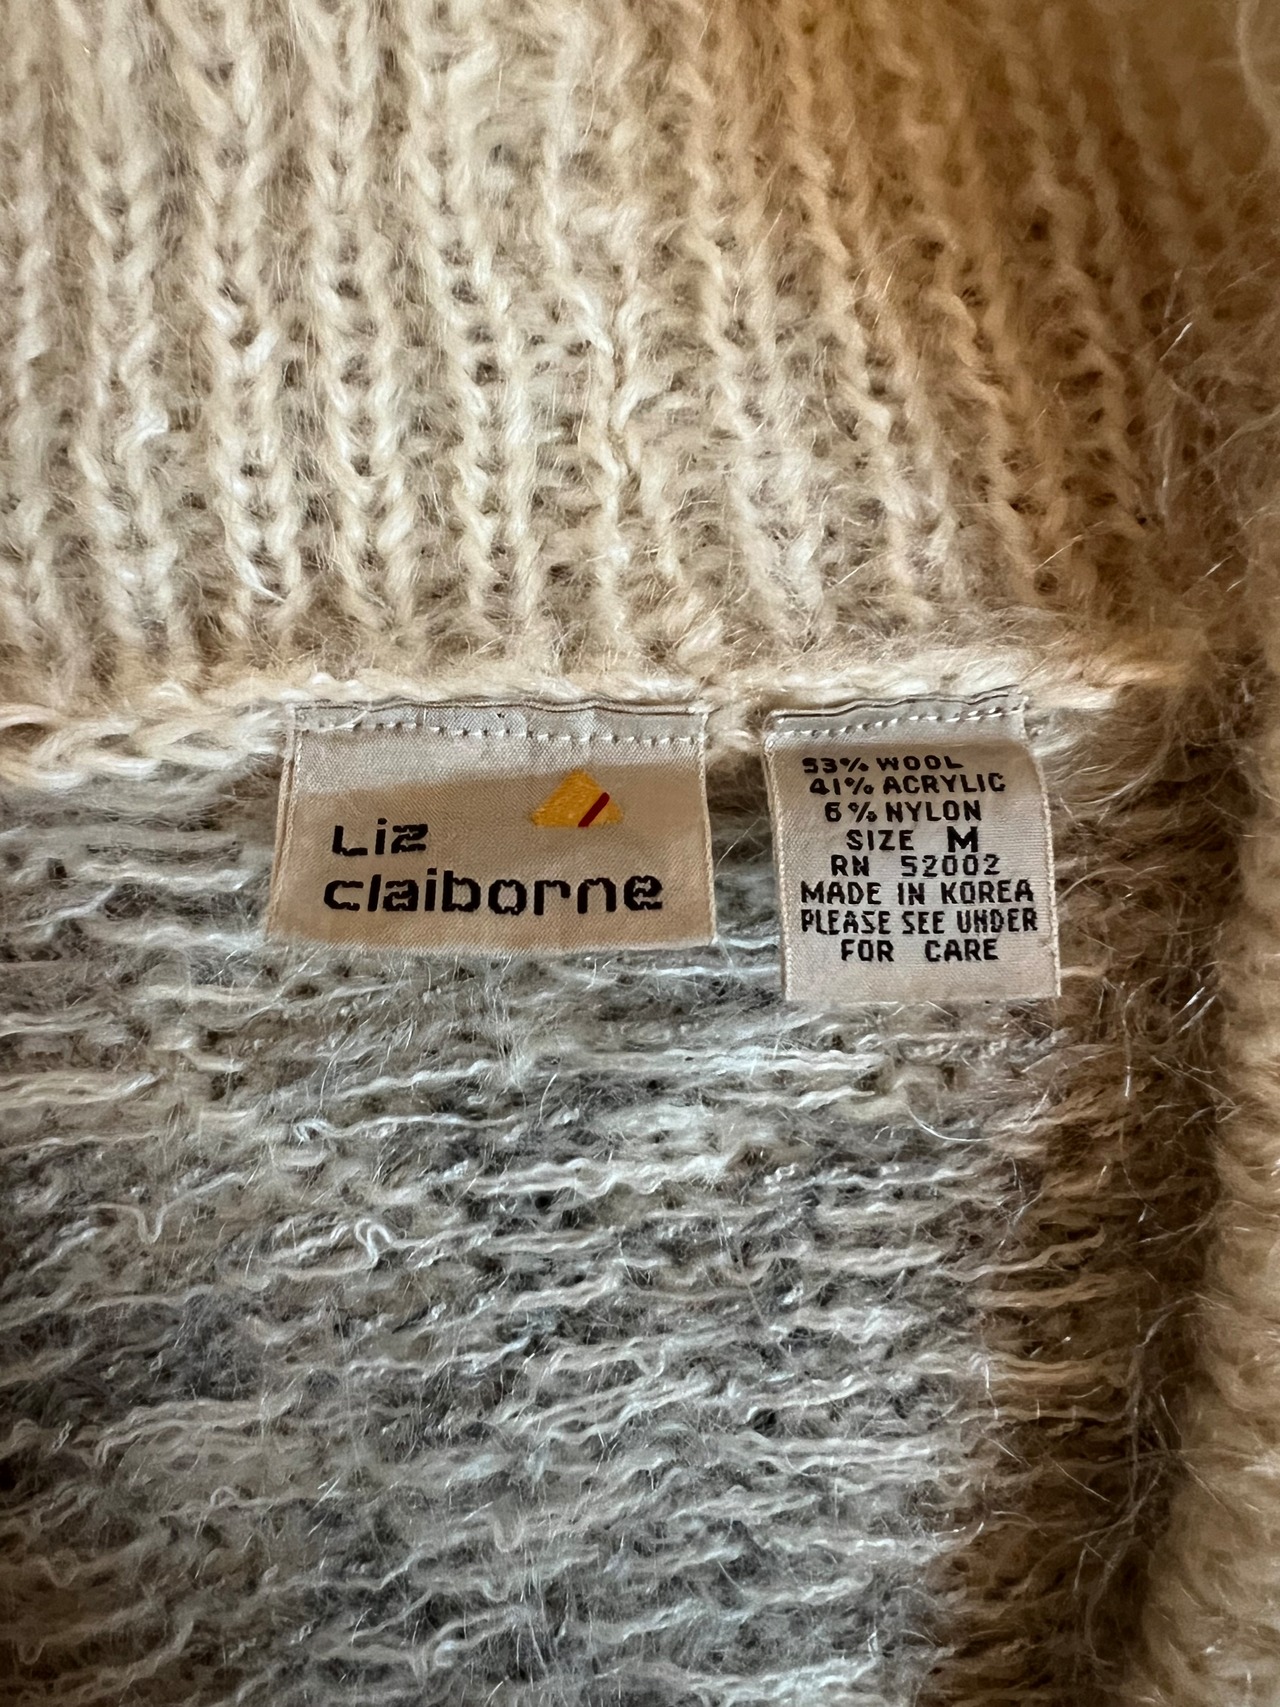 Liz
claiborne
53% WOOL
41% ACRYLIC
6% NYLON
SIZE M
RN 52002
MADE IN KOREA
PLEASE SEE UNDER
FOR CARE